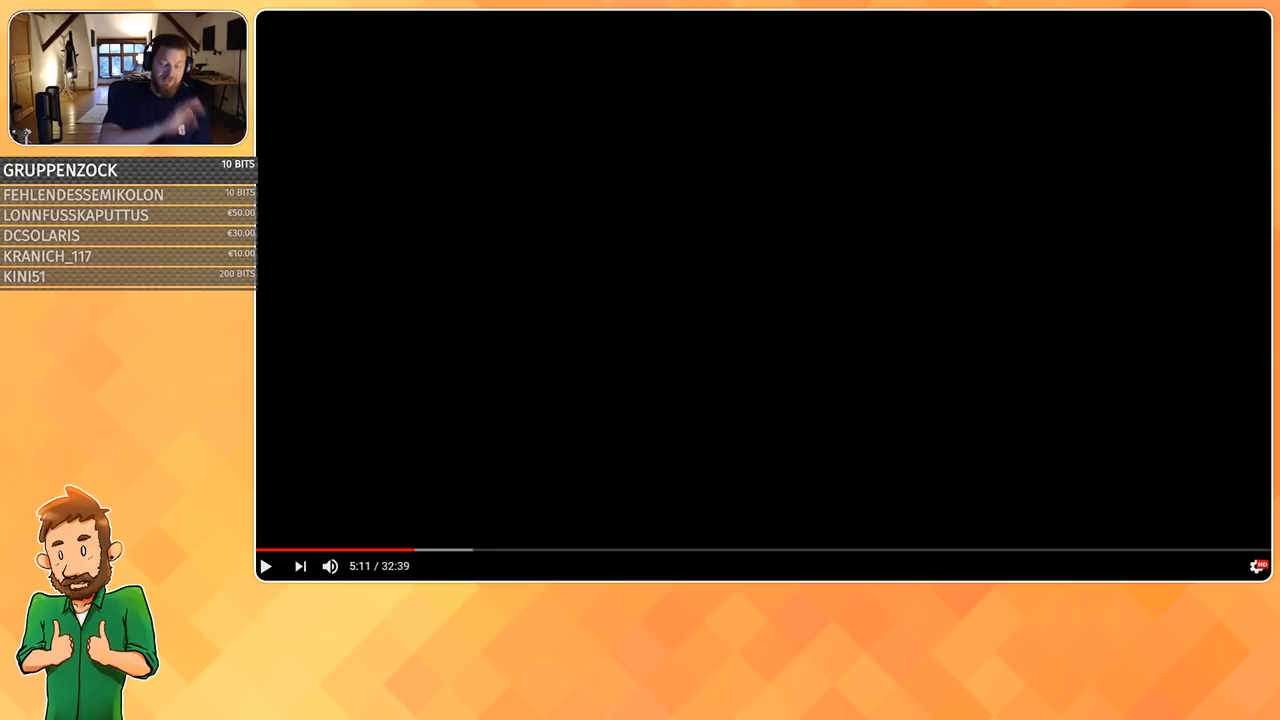 GRUPPENZOCK 10 BITS
FEHLENDESSEMIKOLON 10 BITS
LONNFUSSKAPUTTUS €50.00
DCSOLARIS €30.00
KRANICH_117 €10.00
KINI51 200 BITS
5:11 / 32:39
HD